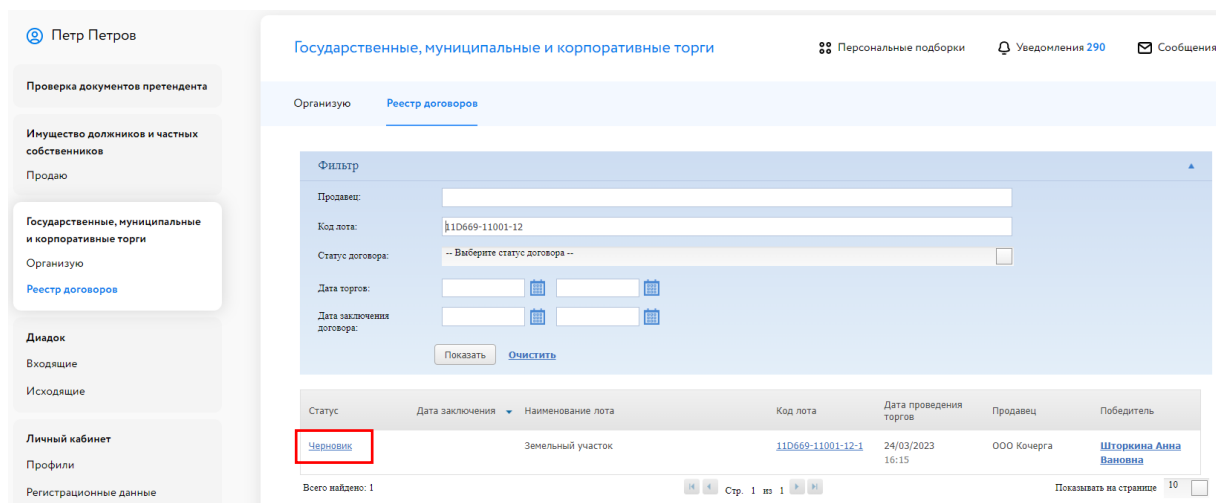 Петр Петров
Проверка документов претендента
Имущество должников и частных
собственников
Продаю
Государственные, муниципальные
и корпоративные торги
Организую
Реестр договоров
Диадок
Входящие
Исходящие
Личный кабинет
Профили
Регистрационные данные
Государственные, муниципальные и корпоративные торги
Персональные подборки
Уведомления 290
Сообщения
Организую Реестр договоров
Фильтр
Продавец:
Код лота: 11D669-11001-12
Статус договора: -- Выберите статус договора --
Дата торгов:
Дата заключения
договора:
Показать Очистить
Статус Дата заключения Наименование лота Код лота Дата проведения торгов Продавец Победитель
Черновик Земельный участок 11D669-11001-12-1 24/03/2023 ООО Кочерга Шторкина Анна
16:15 Вановна
Всего найдено: 1 Стр. 1 из 1 Показывать на странице 10